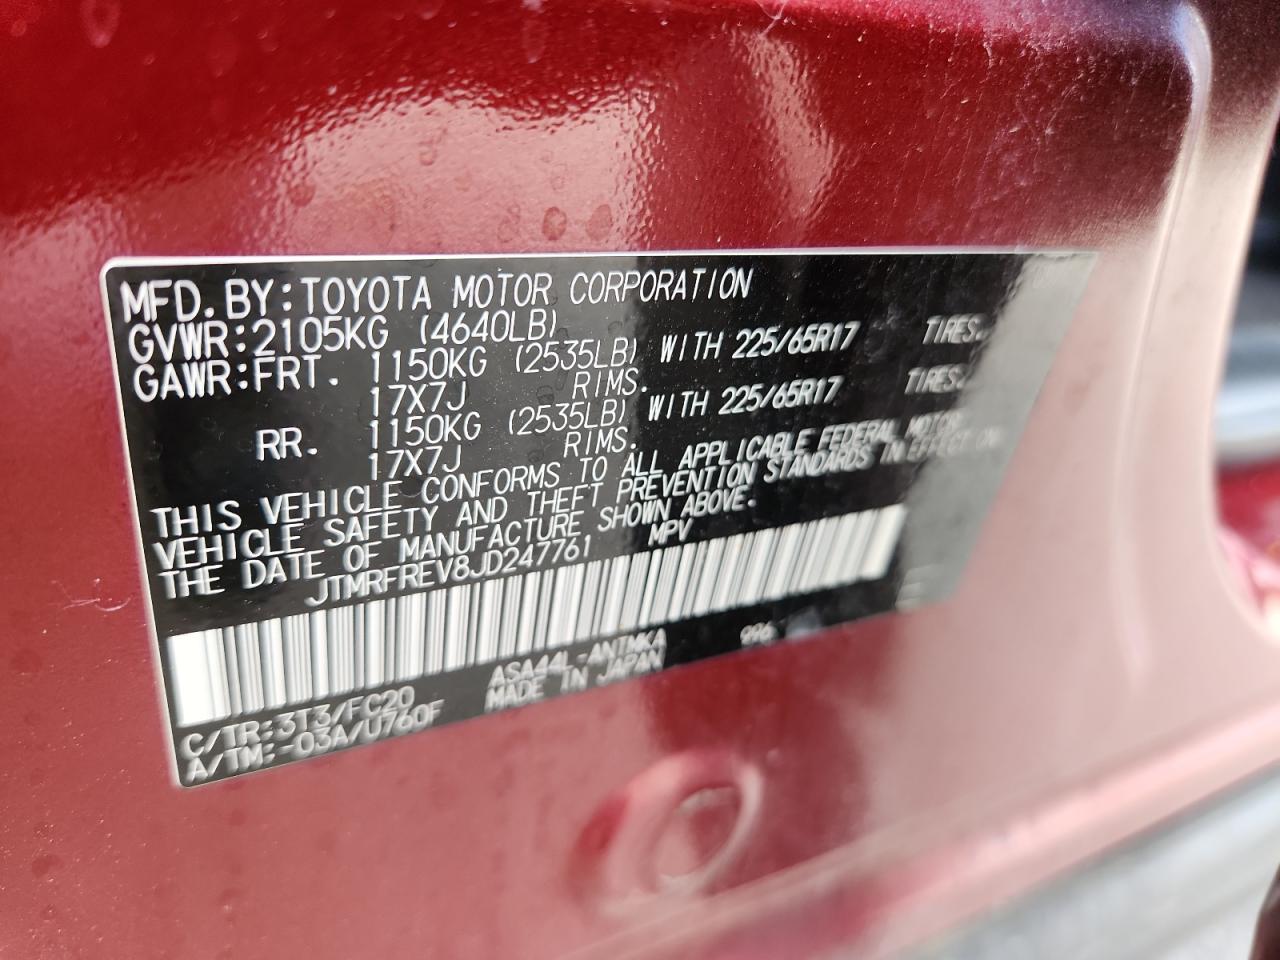 MFD.BY:TOYOTA MOTOR CORPORATION
GVWR:2105KG (4640LB)
GAWR:FRT. 1150KG (2535LB) WITH 225/65R17 TIRES.
17X7J RIMS.
RR. 1150KG (2535LB) WITH 225/65R17 TIRES.
17X7J RIMS.
THIS VEHICLE CONFORMS TO ALL APPLICABLE FEDERAL MOTOR
VEHICLE SAFETY AND THEFT PREVENTION STANDARDS IN EFFECT ON
THE DATE OF MANUFACTURE SHOWN ABOVE.
JTMRFREV8JD247761 MPV
C/TR:3T3/FC20 ASA44L-ANTMKA 996
A/TM:-03A/U760F MADE IN JAPAN